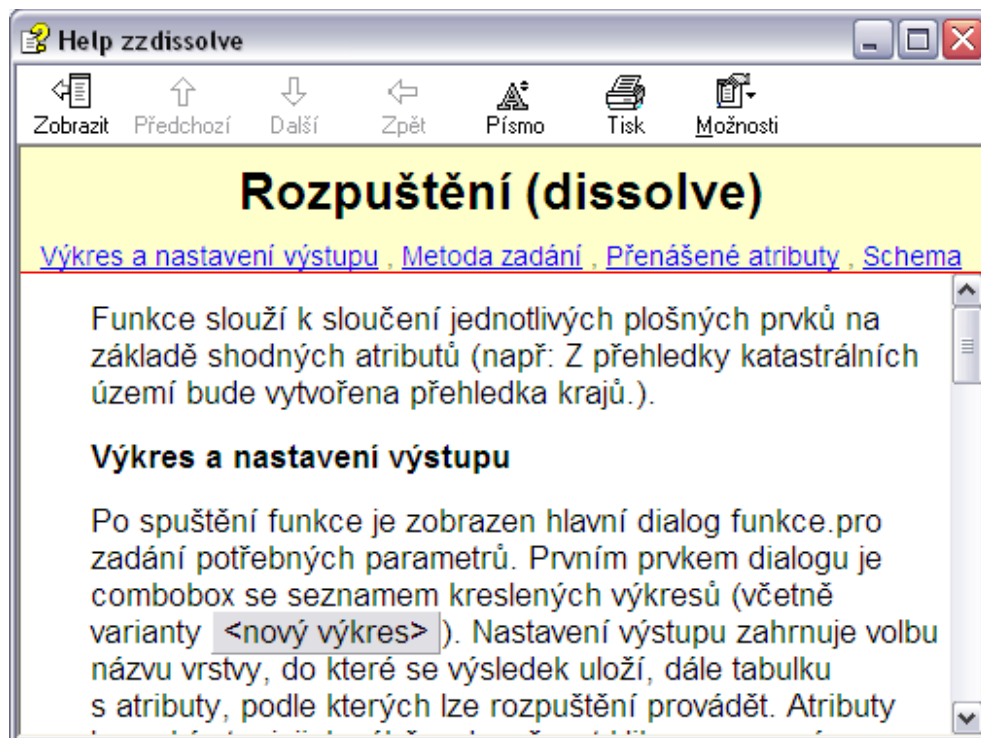 Help zzdissolve
Zobrazit Předchozí Další Zpět Písmo Tisk Možnosti
Rozpuštění (dissolve)
Výkres a nastavení výstupu , Metoda zadání , Přenášené atributy , Schema
Funkce slouží k sloučení jednotlivých plošných prvků na
základě shodných atributů (např: Z přehledky katastrálních
území bude vytvořena přehledka krajů.).
Výkres a nastavení výstupu
Po spuštění funkce je zobrazen hlavní dialog funkce.pro
zadání potřebných parametrů. Prvním prvkem dialogu je
combobox se seznamem kreslených výkresů (včetně
varianty <nový výkres> ). Nastavení výstupu zahrnuje volbu
názvu vrstvy, do které se výsledek uloží, dále tabulku
s atributy, podle kterých lze rozpuštění provádět. Atributy